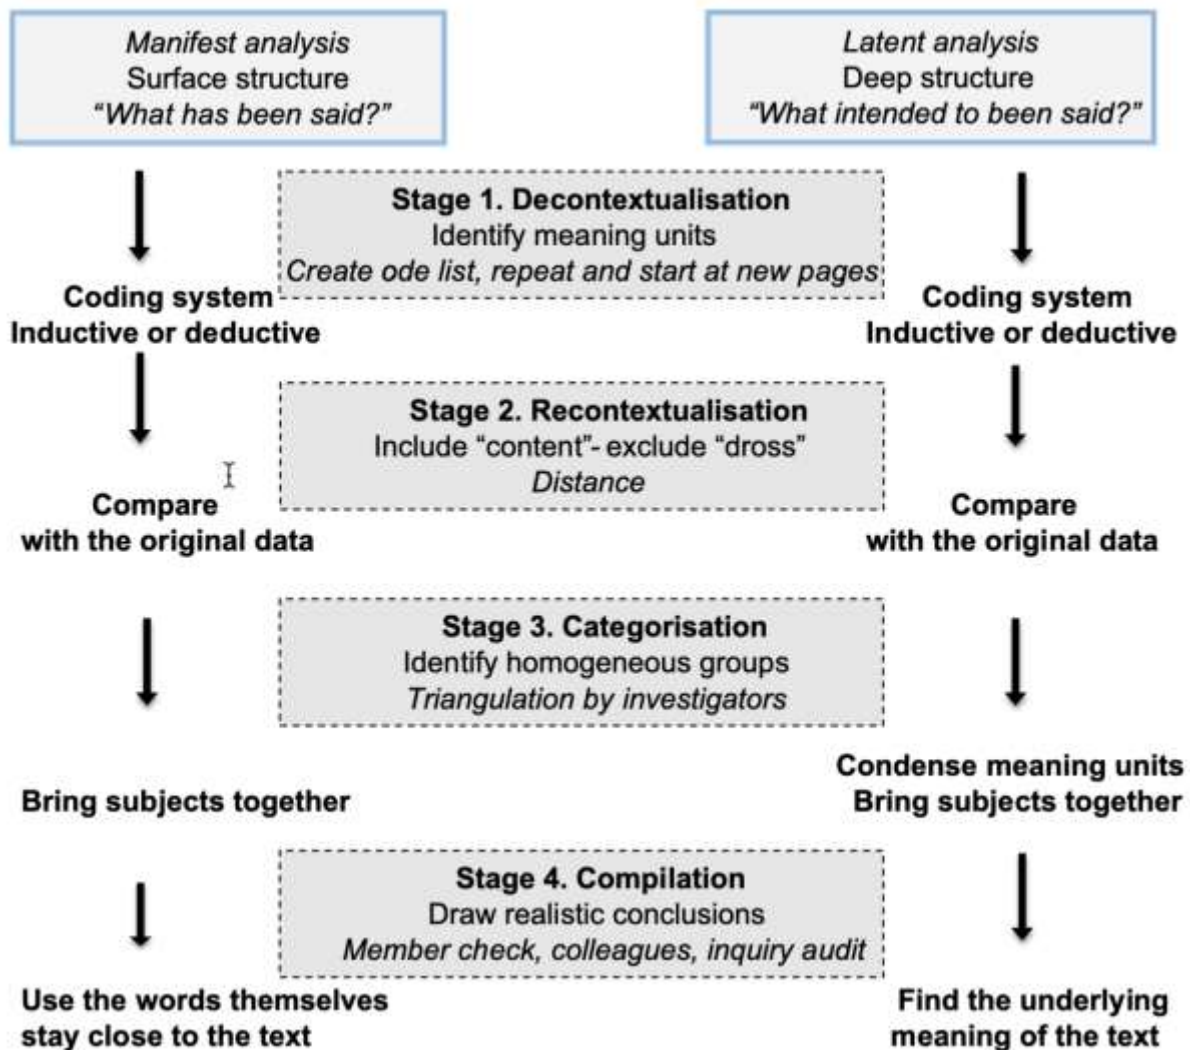 Manifest analysis
Surface structure
“What has been said?”
Latent analysis
Deep structure
“What intended to been said?”
Stage 1. Decontextualisation
Identify meaning units
Create ode list, repeat and start at new pages
Coding system
Inductive or deductive
Coding system
Inductive or deductive
Stage 2. Recontextualisation
Include “content”- exclude “dross”
Distance
Compare
with the original data
Compare
with the original data
Stage 3. Categorisation
Identify homogeneous groups
Triangulation by investigators
Bring subjects together
Condense meaning units
Bring subjects together
Stage 4. Compilation
Draw realistic conclusions
Member check, colleagues, inquiry audit
Use the words themselves
stay close to the text
Find the underlying
meaning of the text